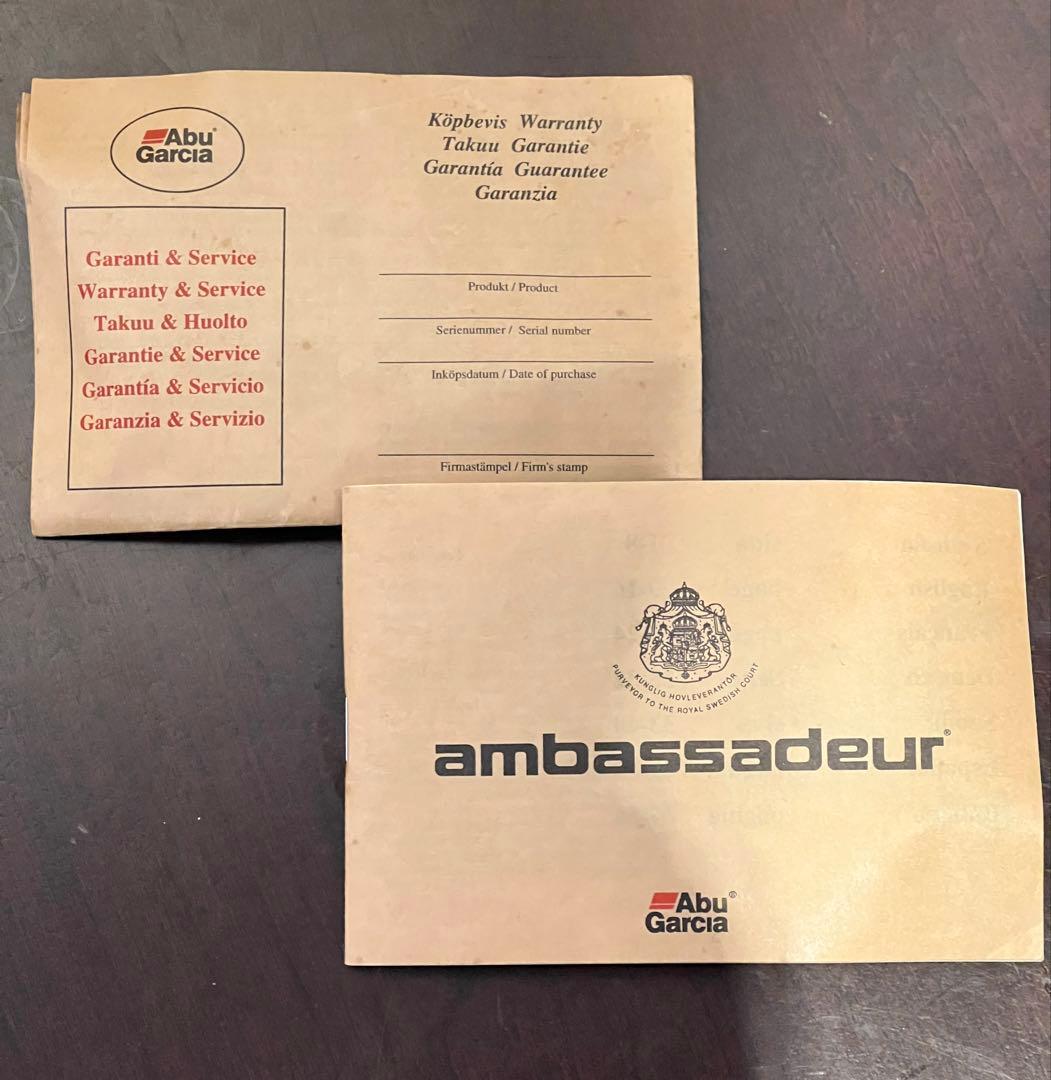 Abu
Garcia
Garanti & Service
Warranty & Service
Takuu & Huolto
Garantie & Service
Garantía & Servicio
Garanzia & Servizio
Köpbevis Warranty
Takuu Garantie
Garantía Guarantee
Garanzia
Produkt / Product
Serienummer / Serial number
Inköpsdatum / Date of purchase
Firmastämpel / Firm's stamp
KUNGLIG HOVLEVERANTÖR
PURVEYOR TO THE ROYAL SWEDISH COURT
ambassadeur®
Abu®
Garcia